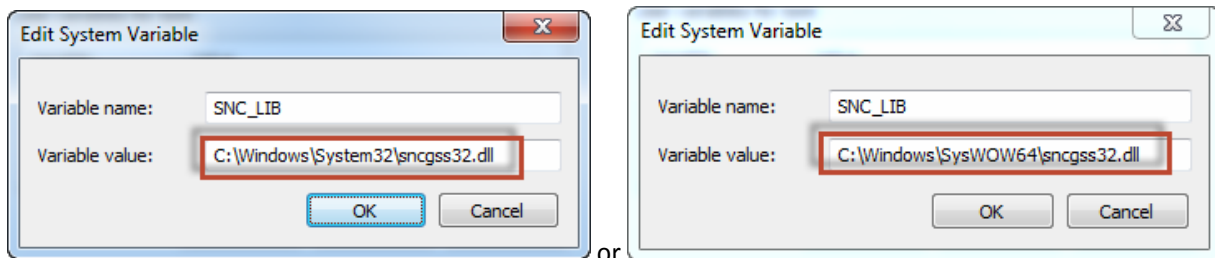 Edit System Variable
Variable name: SNC_LIB
Variable value: C:\Windows\System32\sncgss32.dll
OK Cancel
or
Edit System Variable
Variable name: SNC_LIB
Variable value: C:\Windows\SysWOW64\sncgss32.dll
OK Cancel